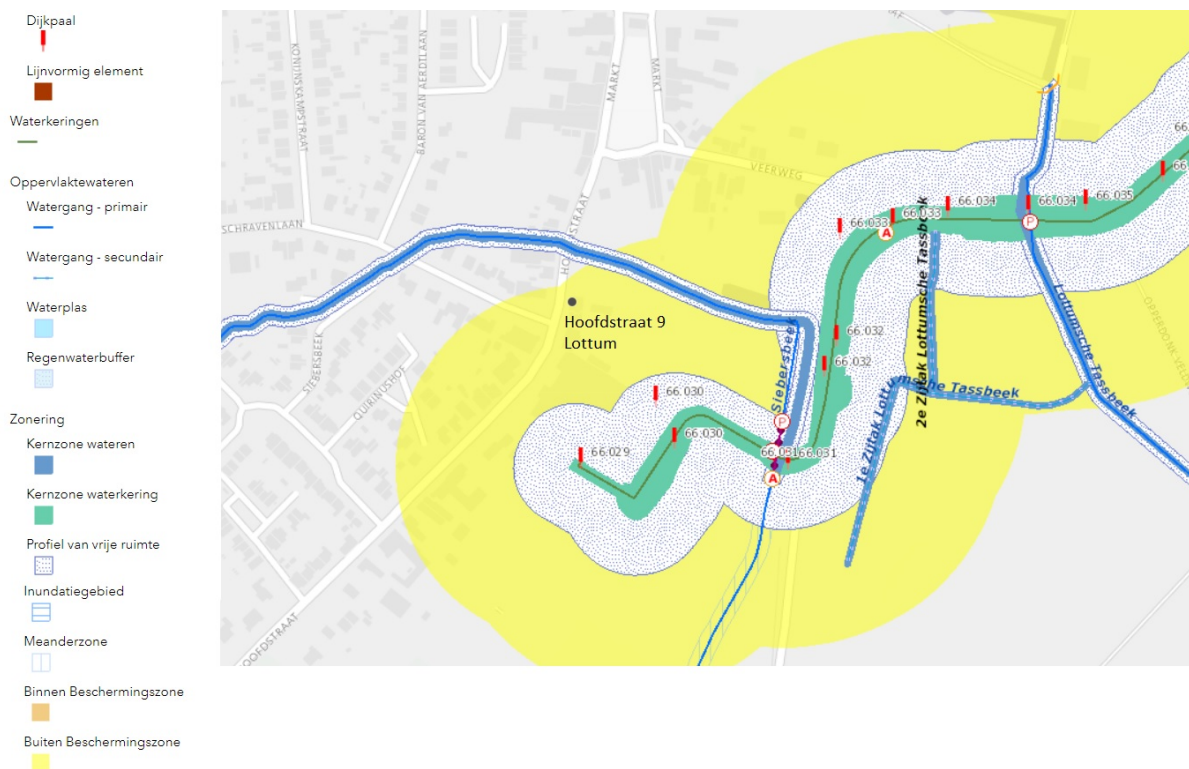 Dijkpaal
Lijnvormig element
Waterkeringen
Oppervlaktewateren
Watergang - primair
Watergang - secundair
Waterplas
Regenwaterbuffer
Zonering
Kernzone wateren
Kernzone waterkering
Profiel van vrije ruimte
Inundatiegebied
Meanderzone
Binnen Beschermingszone
Buiten Beschermingszone
KONIJNSKAMPSTRAAT
BARON VAN AERDTLAAN
MARKT
MARKT
VEERWEG
SCHRAVENLAAN
SIEBERSBEEK
QUIRINUSHOF
Hoofdstraat 9
Lottum
66.033
66.033
66.034
66.034
66.035
66
66
A
P
66.032
66.032
Siebersbeek
66.030
66.030
66.029
P
66.031
66.031
A
1e Zijtak Lottumsche Tassbeek
2e Zijtak Lottumsche Tassbeek
Lottumsche Tassbeek